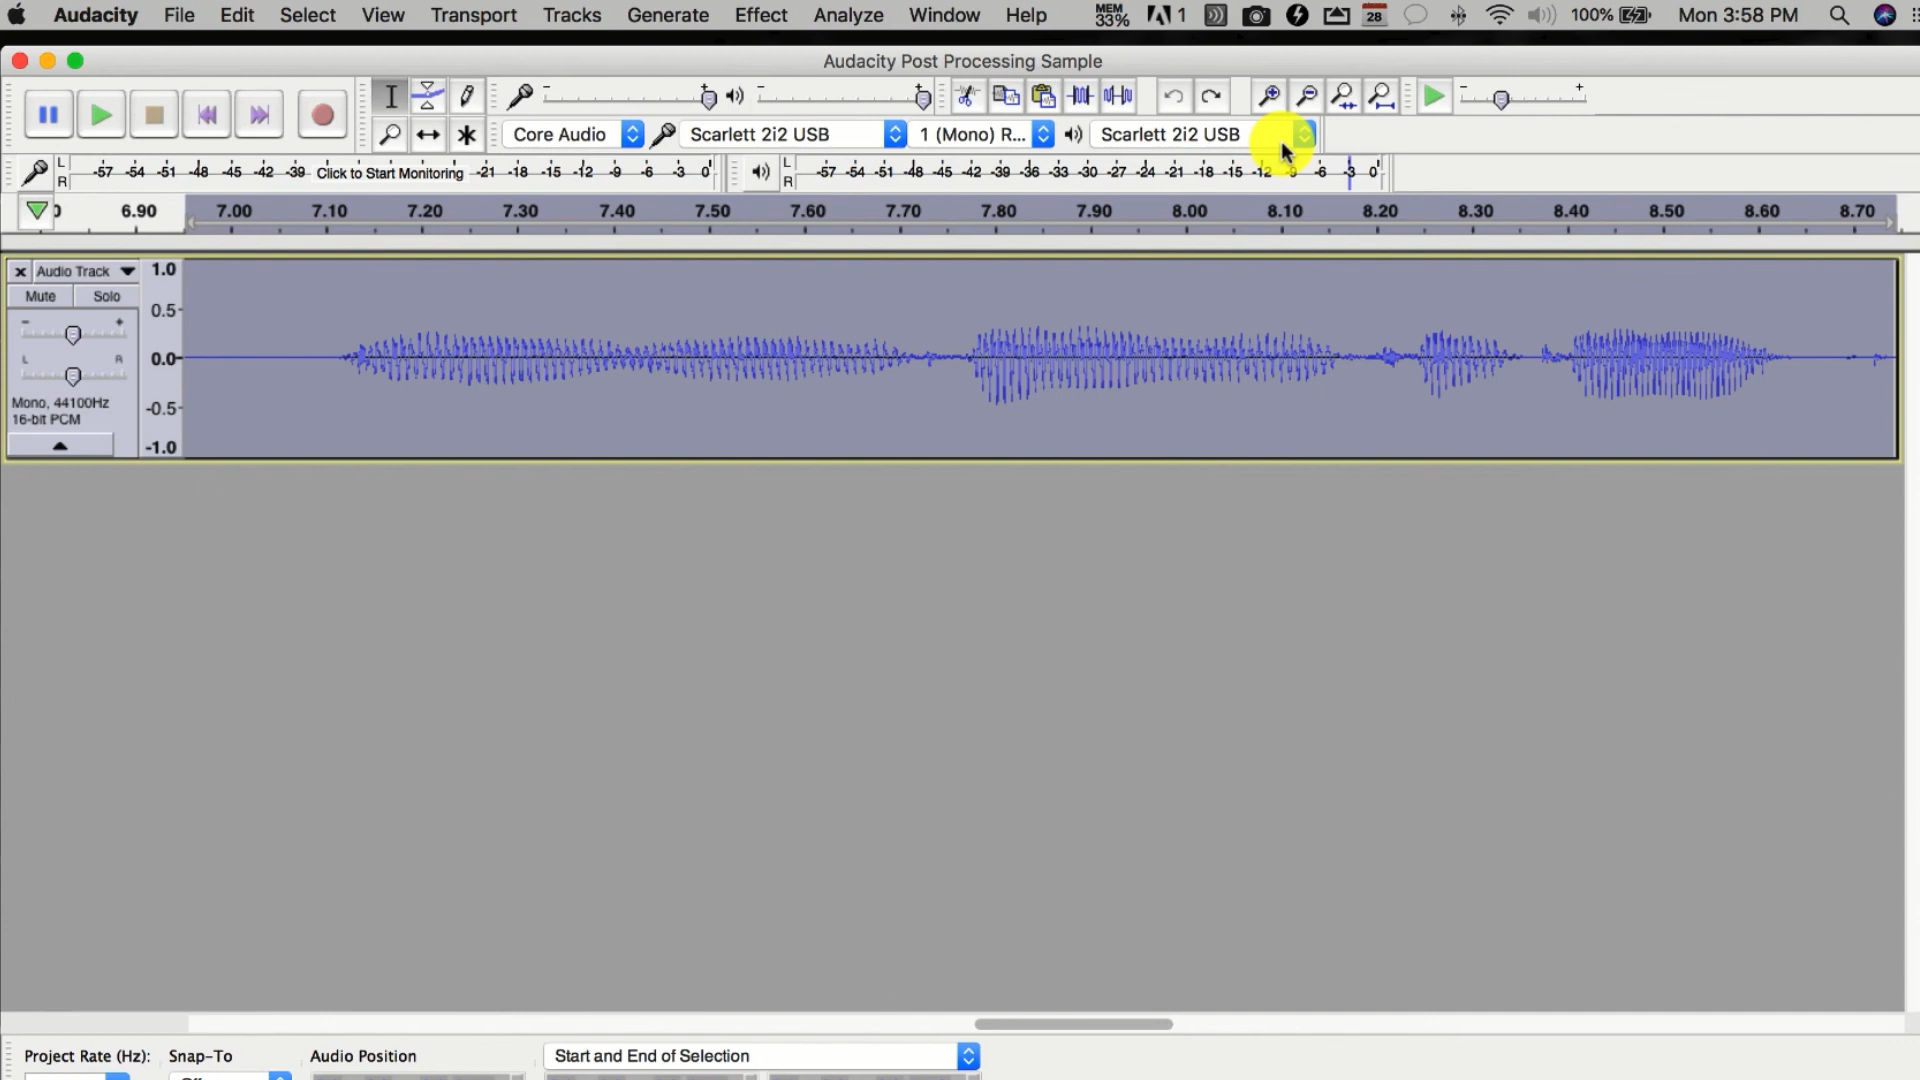 Audacity File Edit Select View Transport Tracks Generate Effect Analyze Window Help MEM 33% 1 28 100% Mon 3:58 PM
Audacity Post Processing Sample
Core Audio Scarlett 2i2 USB 1 (Mono) R... Scarlett 2i2 USB
L R -57 -54 -51 -48 -45 -42 -39 Click to Start Monitoring -21 -18 -15 -12 -9 -6 -3 0 L R -57 -54 -51 -48 -45 -42 -39 -36 -33 -30 -27 -24 -21 -18 -15 -12 -9 -6 -3 0
6.90 7.00 7.10 7.20 7.30 7.40 7.50 7.60 7.70 7.80 7.90 8.00 8.10 8.20 8.30 8.40 8.50 8.60 8.70
x Audio Track 1.0
Mute Solo
0.5
- +
L R 0.0
Mono, 44100Hz
-0.5
16-bit PCM
-1.0
Project Rate (Hz): Snap-To Audio Position Start and End of Selection